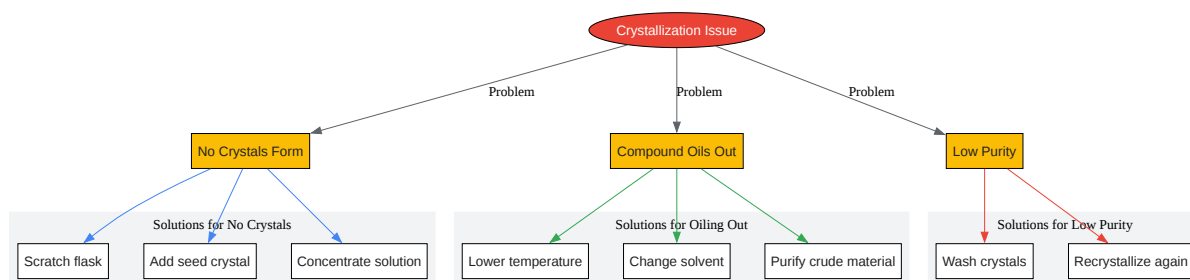 Crystallization Issue
Problem
Problem
Problem
No Crystals Form
Compound Oils Out
Low Purity
Solutions for No Crystals
Solutions for Oiling Out
Solutions for Low Purity
Scratch flask
Add seed crystal
Concentrate solution
Lower temperature
Change solvent
Purify crude material
Wash crystals
Recrystallize again